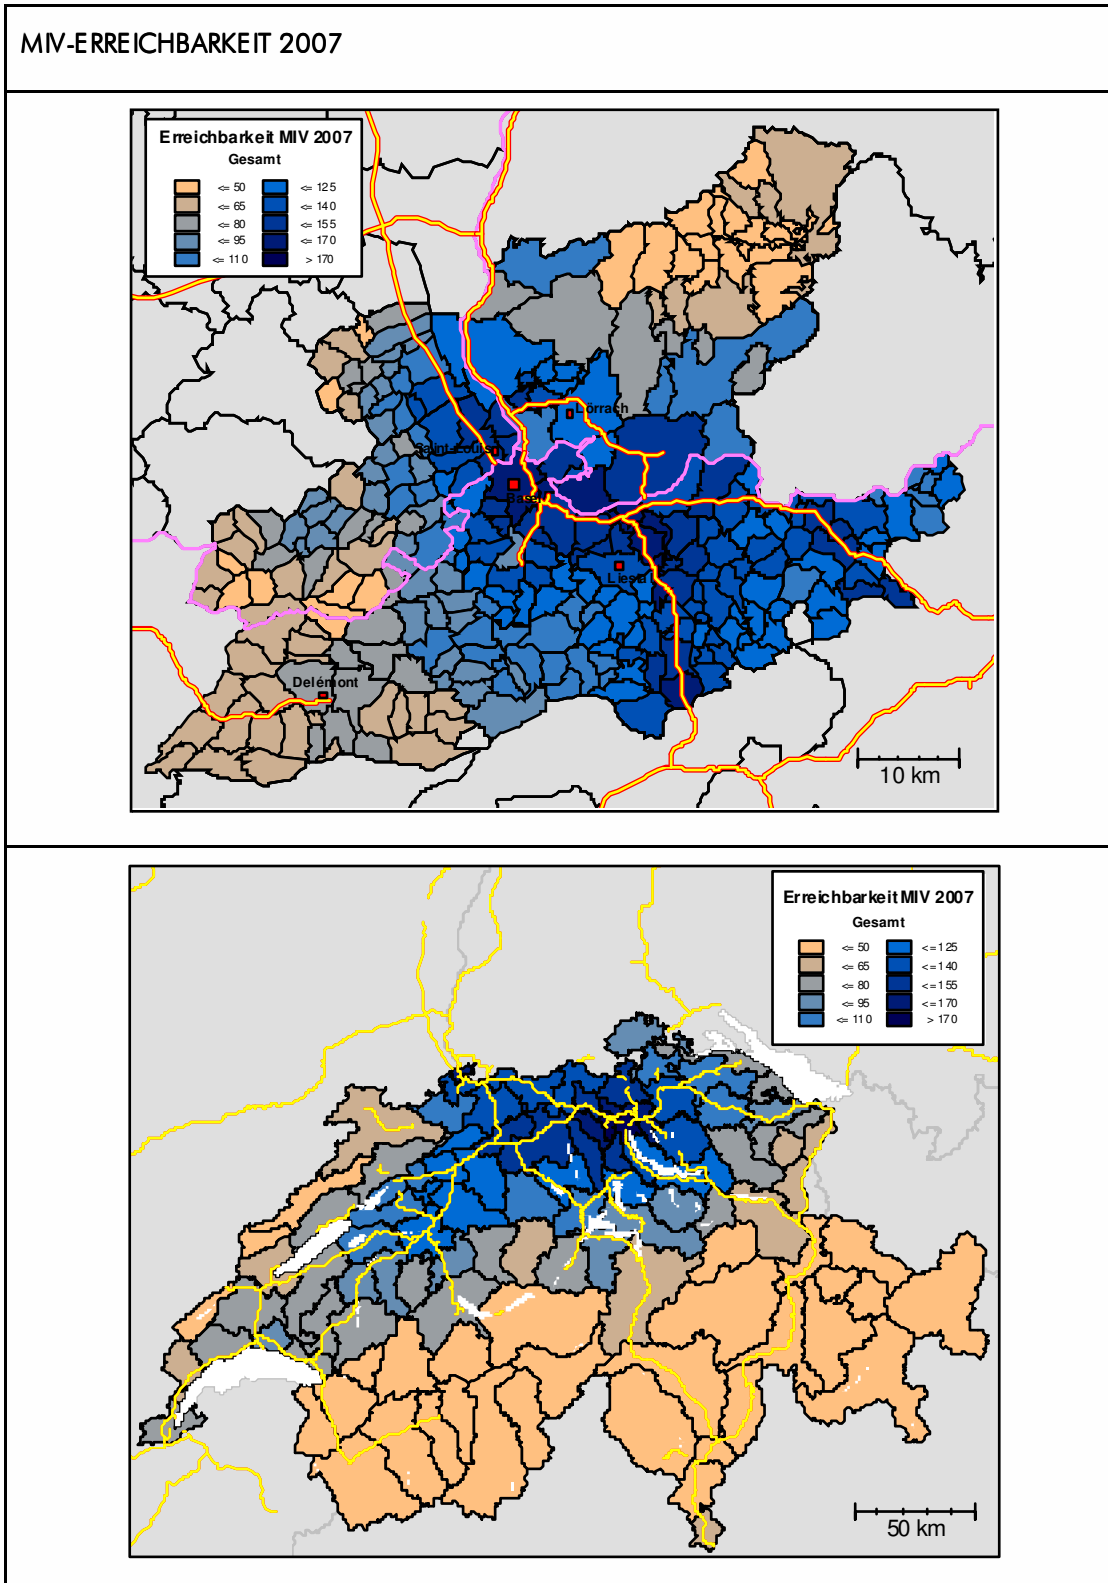 MIV-ERREICHBARKEIT 2007
Erreichbarkeit MIV 2007
Gesamt
<= 50 <= 125
<= 65 <= 140
<= 80 <= 155
<= 95 <= 170
<= 110 > 170
Lörrach
Saint-Louis
Basel
Liestal
Delémont
10 km
Erreichbarkeit MIV 2007
Gesamt
<= 50 <=125
<= 65 <=140
<= 80 <=155
<= 95 <=170
<= 110 > 170
50 km